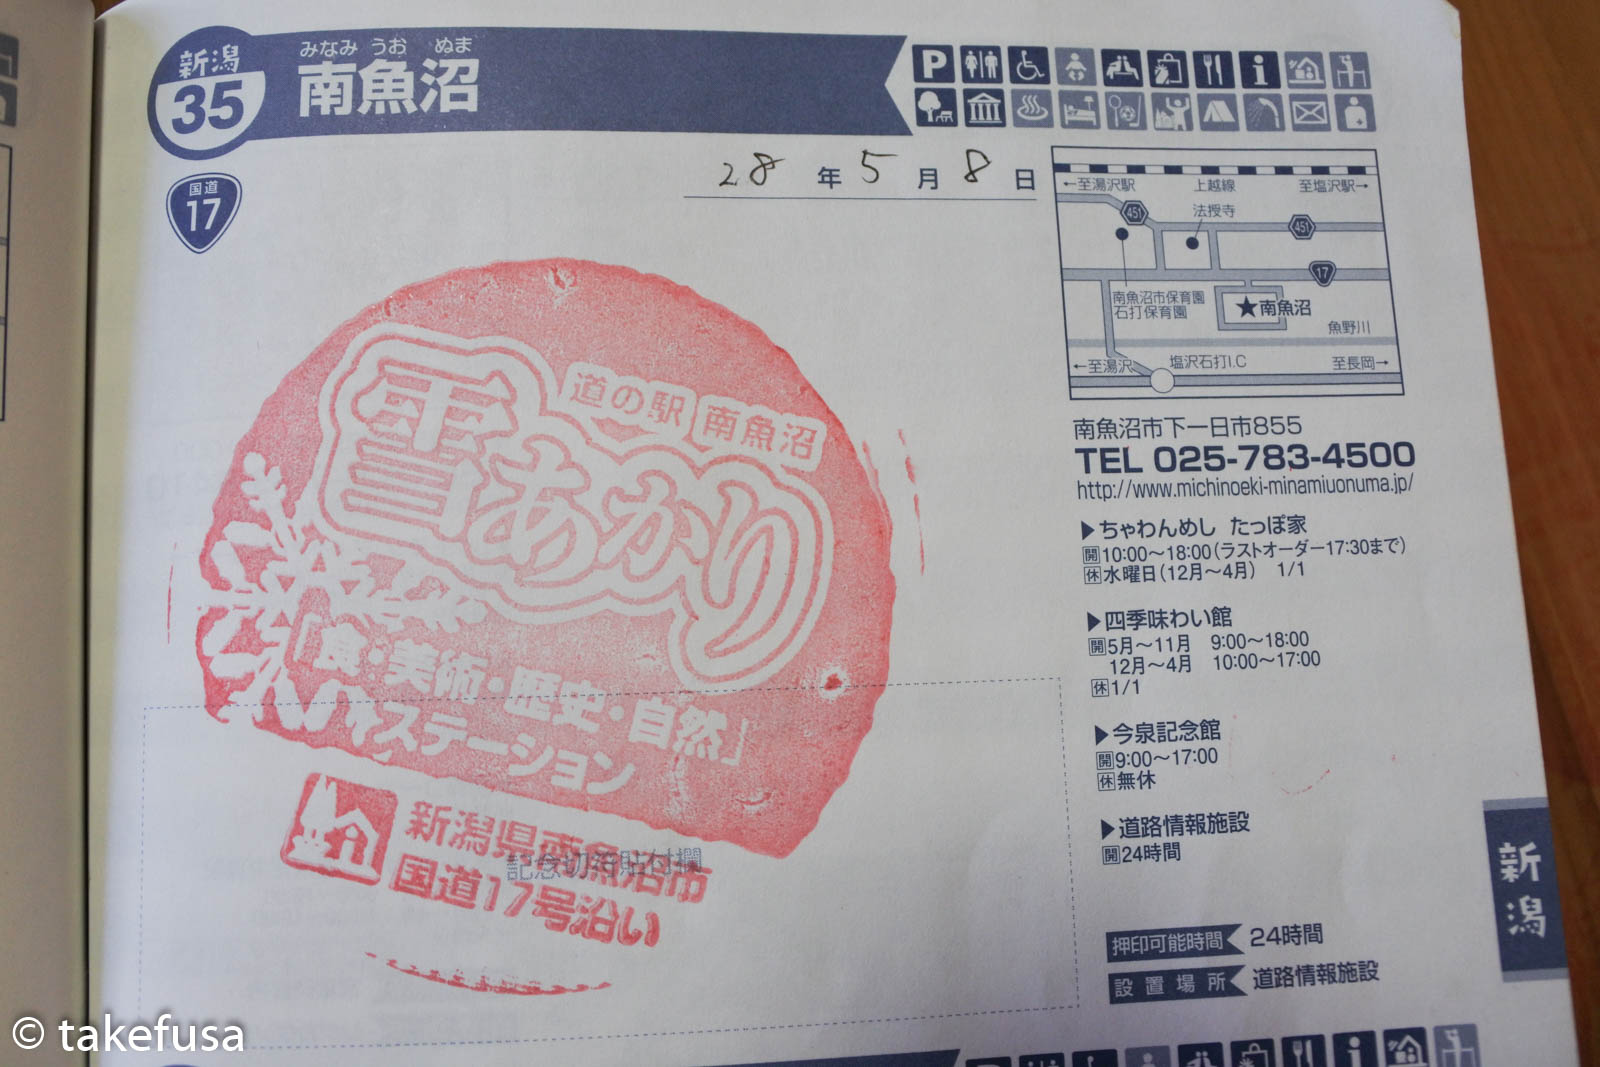 新潟
35
みなみ うお ぬま
南魚沼
国道
17
28年5月8日
←至湯沢駅 上越線 至塩沢駅→
451
法授寺
451
17
南魚沼市保育園
石打保育園
★南魚沼
魚野川
←至湯沢 塩沢石打I.C 至長岡→
南魚沼市下一日市855
TEL 025-783-4500
http://www.michinoeki-minamiuonuma.jp/
▶ちゃわんめし たっぽ家
開10:00～18:00(ラストオーダー17:30まで)
休水曜日(12月～4月) 1/1
▶四季味わい館
開5月～11月 9:00～18:00
12月～4月 10:00～17:00
休1/1
▶今泉記念館
開9:00～17:00
休無休
▶道路情報施設
開24時間
押印可能時間 24時間
設置場所 道路情報施設
新潟
道の駅 南魚沼
雪あかり
「食・美術・歴史・自然」
ステーション
新潟県南魚沼市
国道17号沿い
記念切符貼付欄
© takefusa